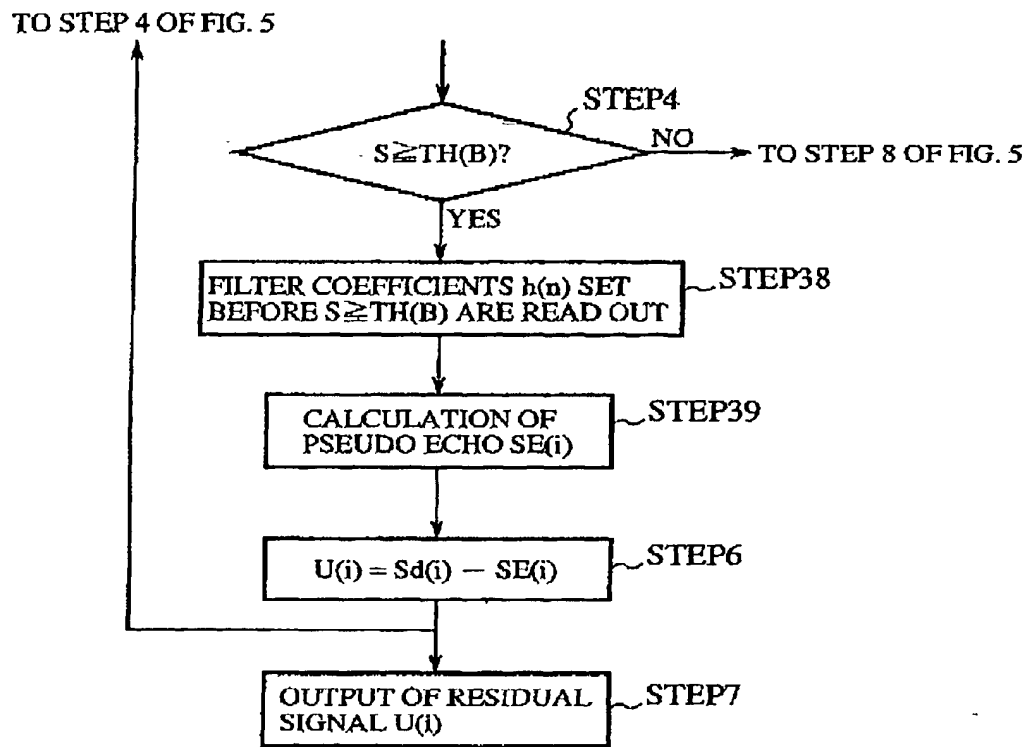 TO STEP 4 OF FIG. 5
STEP4
S≧TH(B)?
NO
TO STEP 8 OF FIG. 5
YES
FILTER COEFFICIENTS h(n) SET
BEFORE S≧TH(B) ARE READ OUT
STEP38
CALCULATION OF
PSEUDO ECHO SE(i)
STEP39
U(i) = Sd(i) — SE(i)
STEP6
OUTPUT OF RESIDUAL
SIGNAL U(i)
STEP7